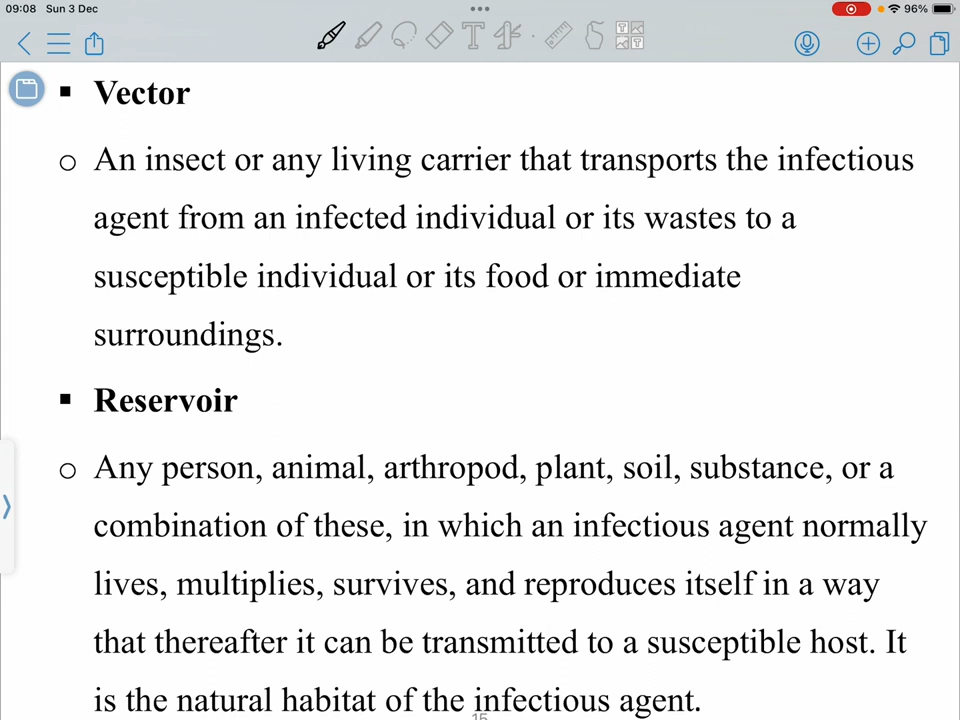 09:08 Sun 3 Dec
96%
Vector
An insect or any living carrier that transports the infectious
agent from an infected individual or its wastes to a
susceptible individual or its food or immediate
surroundings.
Reservoir
Any person, animal, arthropod, plant, soil, substance, or a
combination of these, in which an infectious agent normally
lives, multiplies, survives, and reproduces itself in a way
that thereafter it can be transmitted to a susceptible host. It
is the natural habitat of the infectious agent.
15